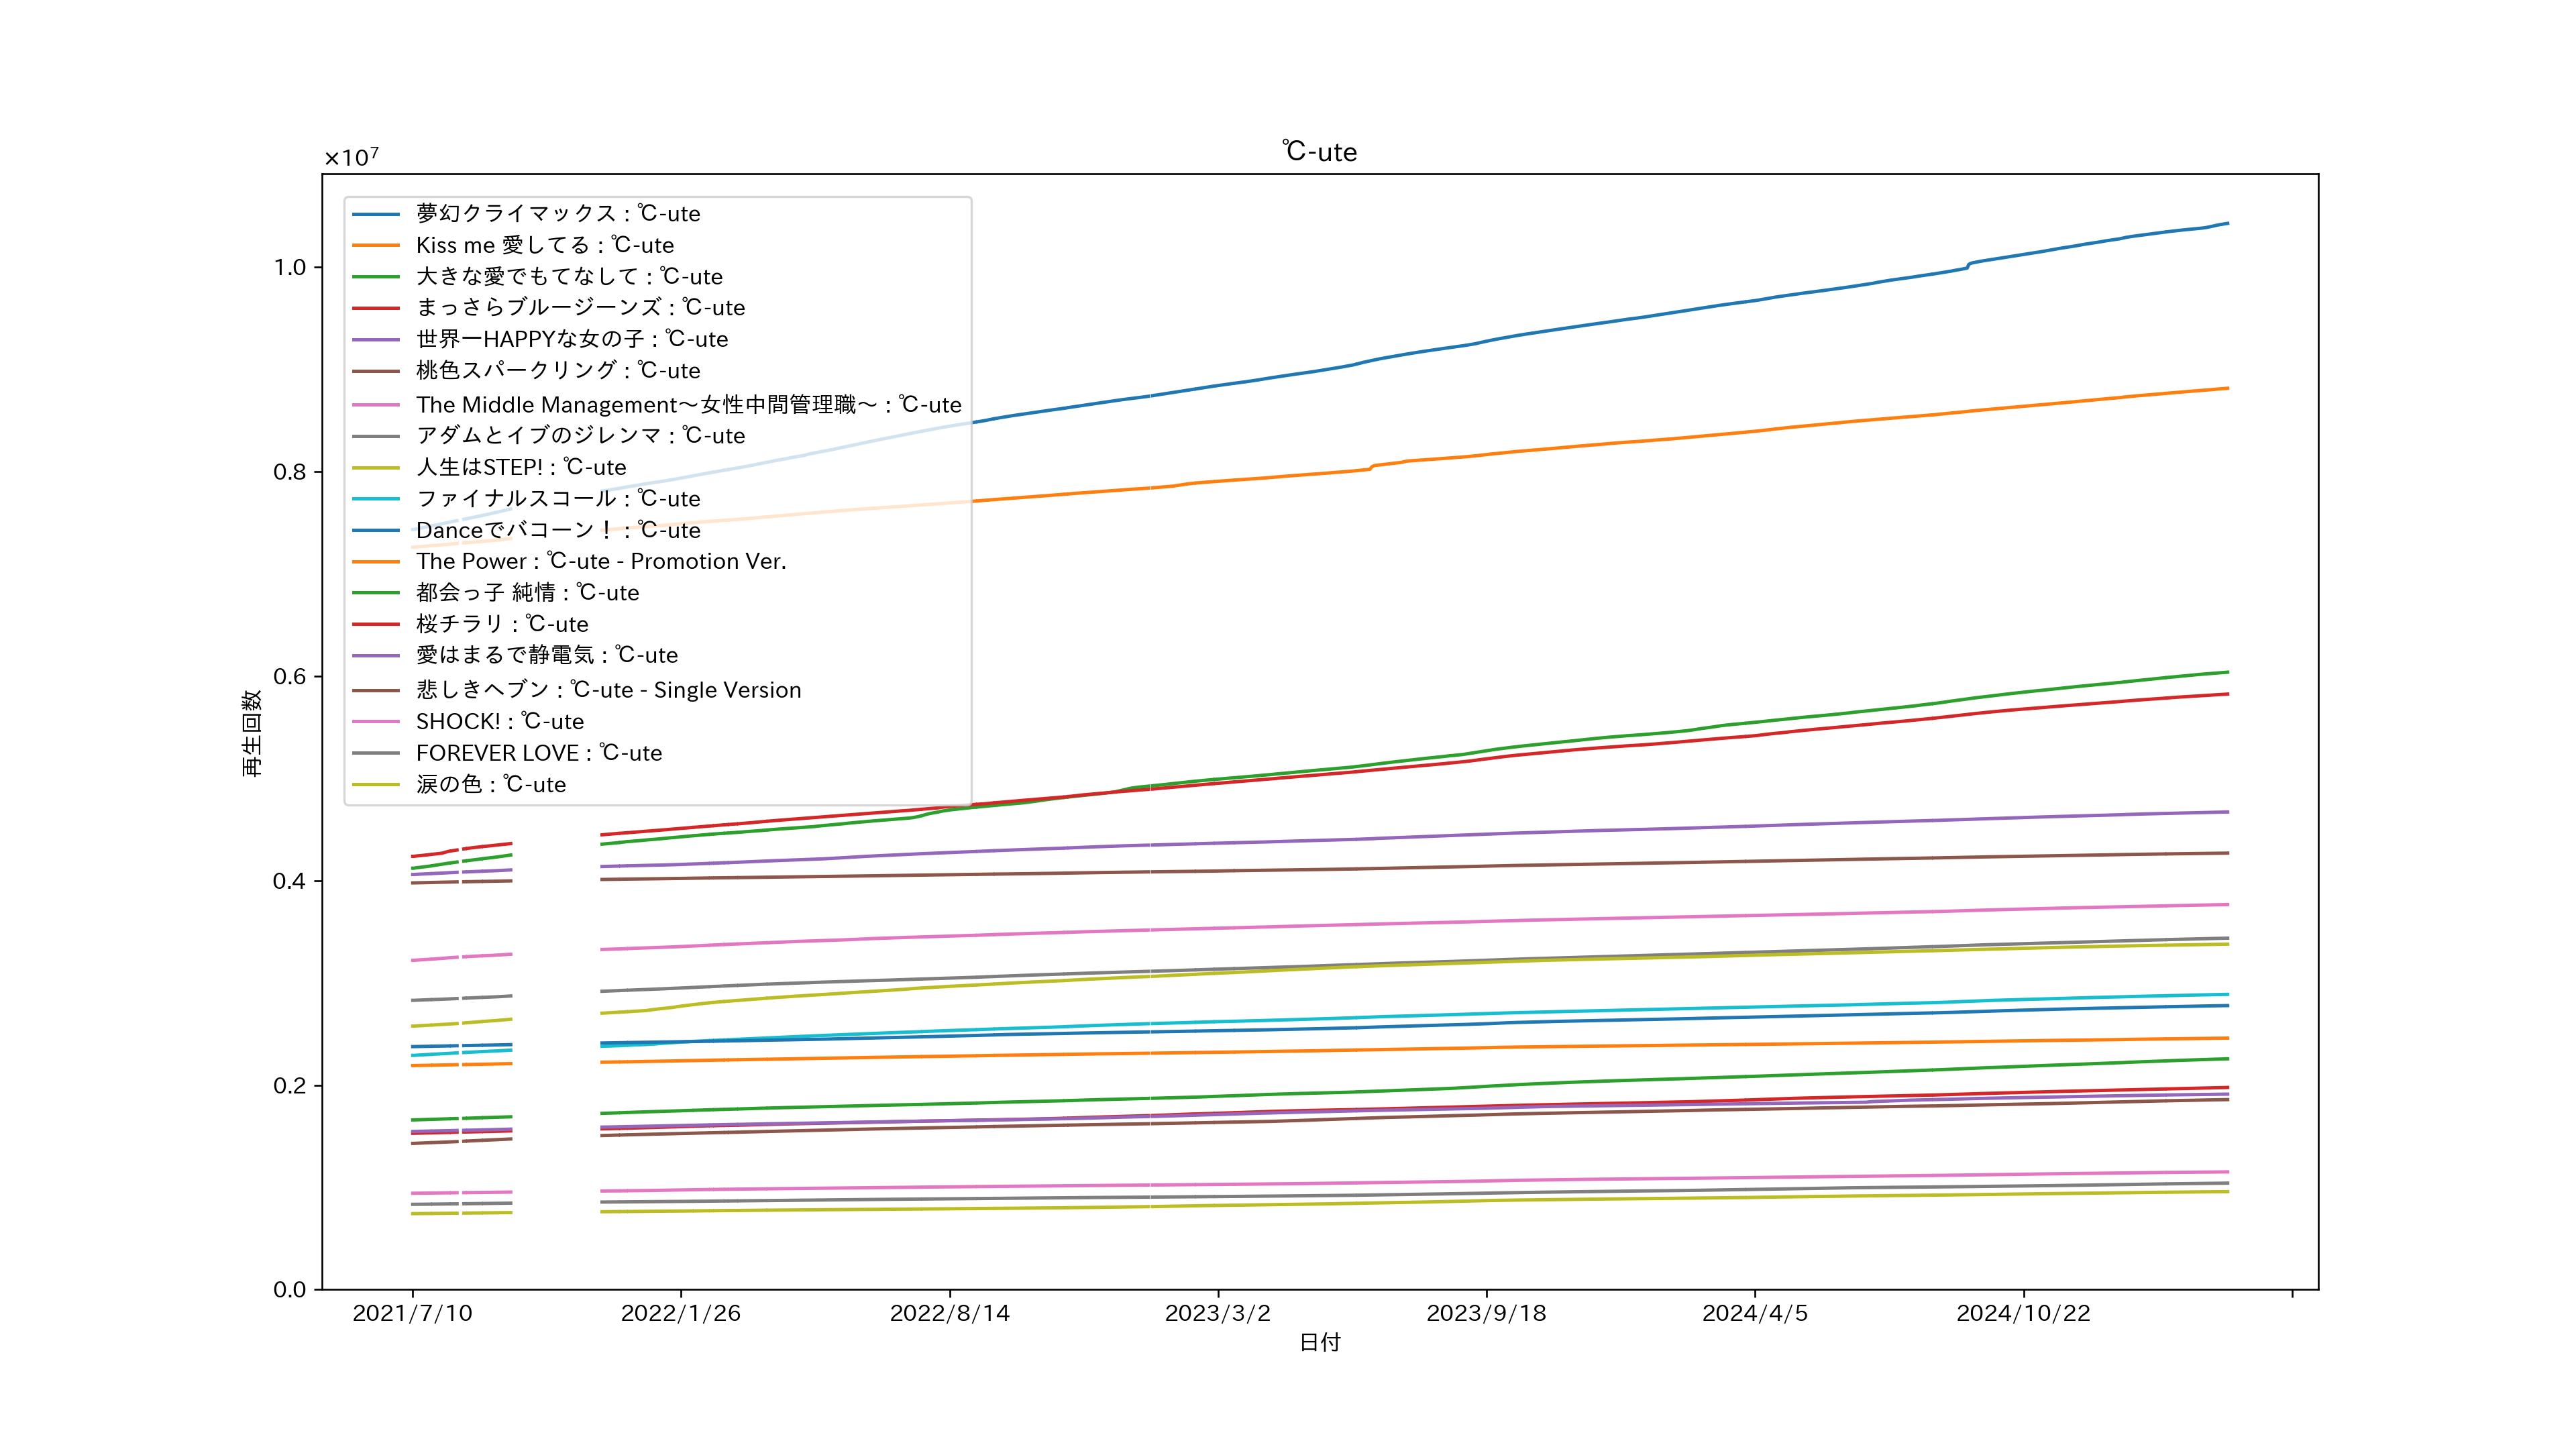 ℃-ute
×10⁷
夢幻クライマックス : ℃-ute
Kiss me 愛してる : ℃-ute
大きな愛でもてなして : ℃-ute
まっさらブルージーンズ : ℃-ute
世界一HAPPYな女の子 : ℃-ute
桃色スパークリング : ℃-ute
The Middle Management～女性中間管理職～ : ℃-ute
アダムとイブのジレンマ : ℃-ute
人生はSTEP! : ℃-ute
ファイナルスコール : ℃-ute
Danceでバコーン！ : ℃-ute
The Power : ℃-ute - Promotion Ver.
都会っ子 純情 : ℃-ute
桜チラリ : ℃-ute
愛はまるで静電気 : ℃-ute
悲しきヘブン : ℃-ute - Single Version
SHOCK! : ℃-ute
FOREVER LOVE : ℃-ute
涙の色 : ℃-ute
1.0
0.8
0.6
0.4
0.2
0.0
再生回数
2021/7/10 2022/1/26 2022/8/14 2023/3/2 2023/9/18 2024/4/5 2024/10/22
日付